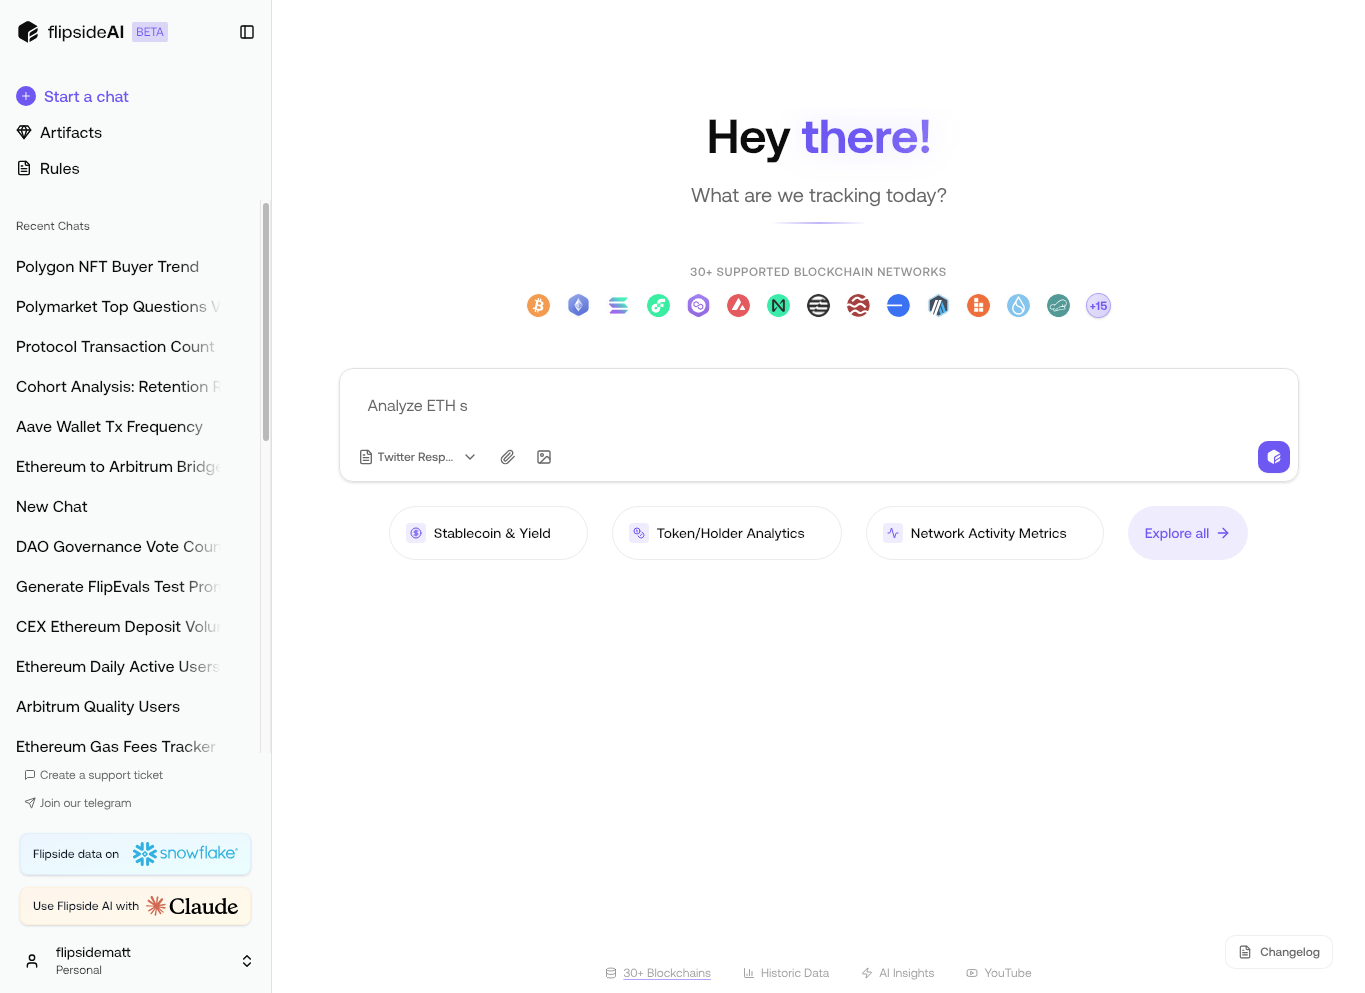 flipsideAI BETA
Start a chat
Artifacts
Rules
Recent Chats
Polygon NFT Buyer Trend
Polymarket Top Questions V
Protocol Transaction Count
Cohort Analysis: Retention R
Aave Wallet Tx Frequency
Ethereum to Arbitrum Bridge
New Chat
DAO Governance Vote Coun
Generate FlipEvals Test Pron
CEX Ethereum Deposit Volu
Ethereum Daily Active Users
Arbitrum Quality Users
Ethereum Gas Fees Tracker
Create a support ticket
Join our telegram
Flipside data on snowflake
Use Flipside AI with Claude
flipsidematt
Personal
Hey there!
What are we tracking today?
30+ SUPPORTED BLOCKCHAIN NETWORKS
+15
Analyze ETH s
Twitter Resp...
Stablecoin & Yield
Token/Holder Analytics
Network Activity Metrics
Explore all
Changelog
30+ Blockchains
Historic Data
AI Insights
YouTube